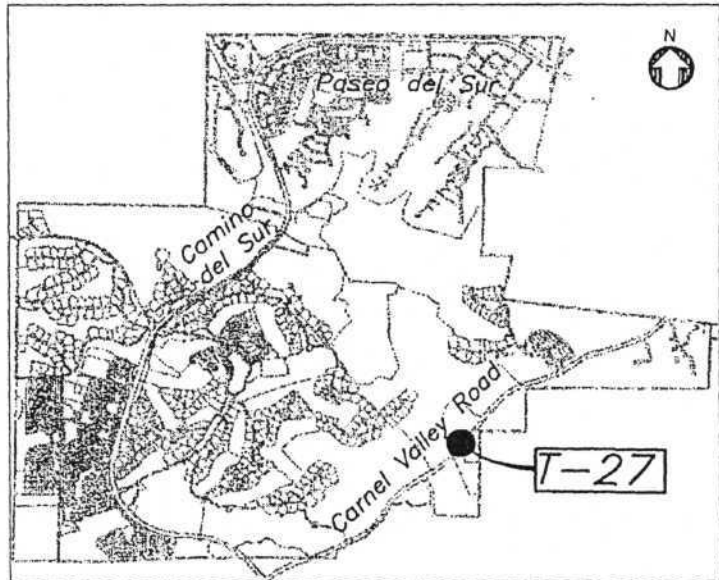 N
Paseo del Sur
Camino
del Sur
Carnel Valley Road
T-27